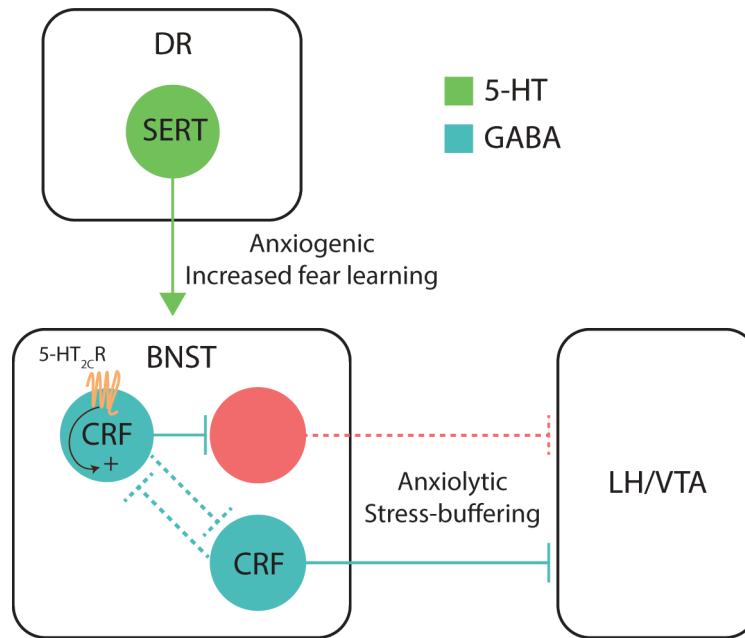 DR
SERT
5-HT
GABA
Anxiogenic
Increased fear learning
5-HT2CR
BNST
CRF
+
Anxiolytic
Stress-buffering
LH/VTA
CRF